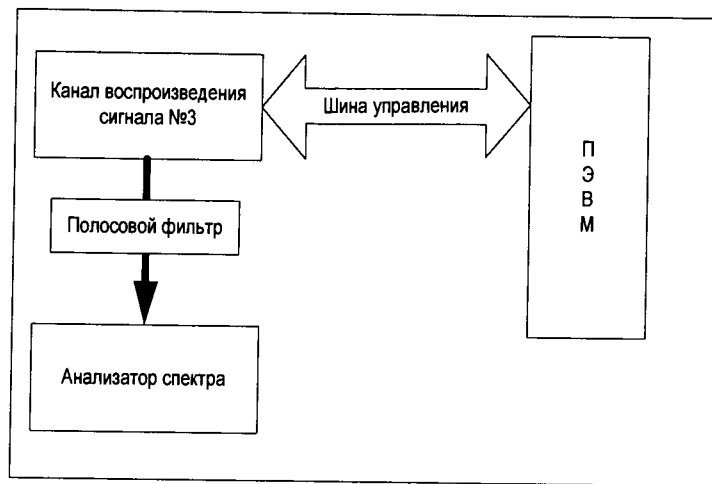 Канал воспроизведения
сигнала №3
Шина управления
П
Э
В
М
Полосовой фильтр
Анализатор спектра